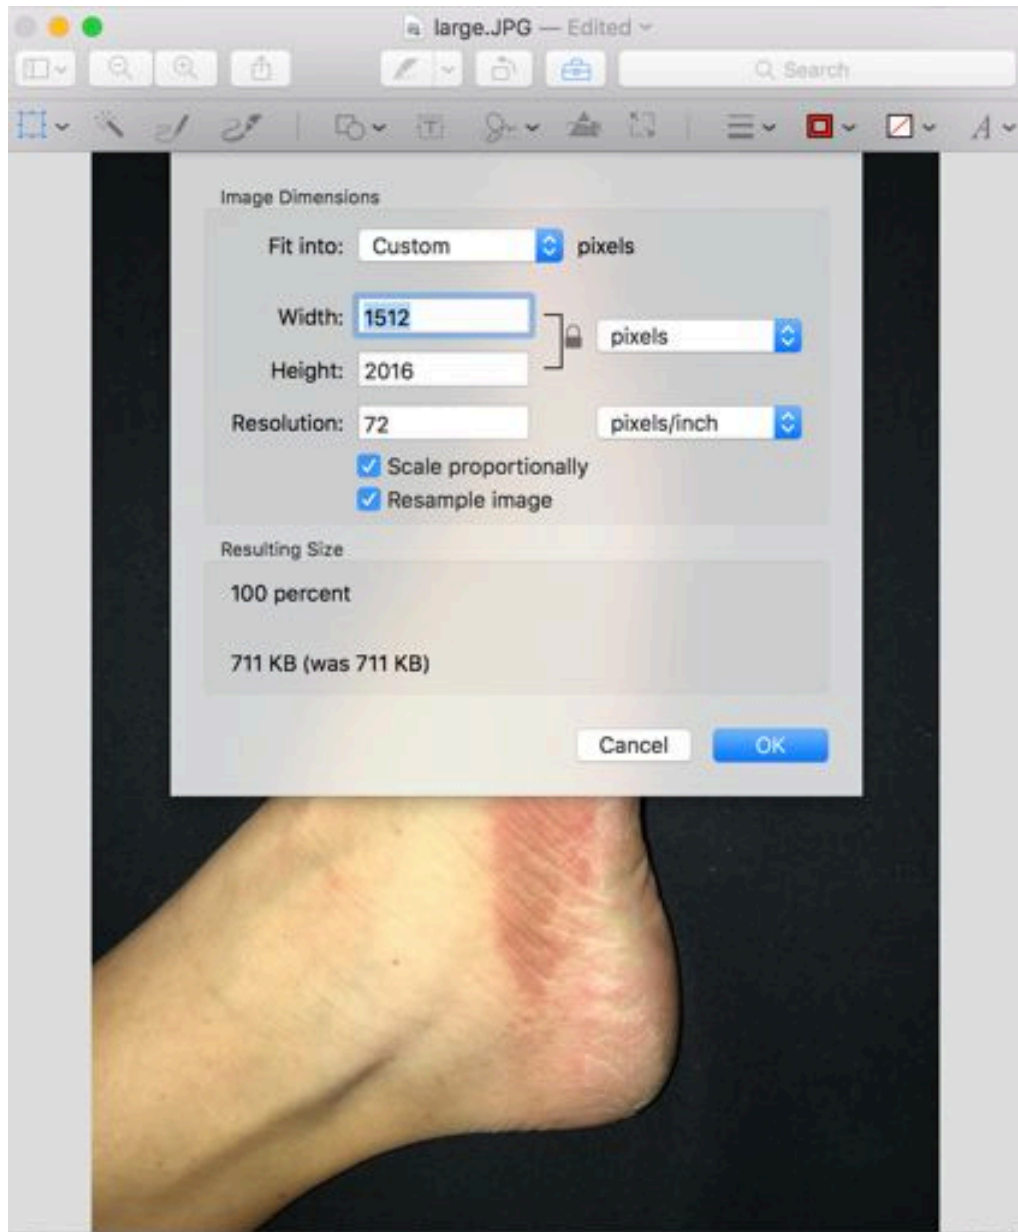 large.JPG — Edited
Search
Image Dimensions
Fit into: Custom pixels
Width: 1512
pixels
Height: 2016
Resolution: 72 pixels/inch
Scale proportionally
Resample image
Resulting Size
100 percent
711 KB (was 711 KB)
Cancel OK